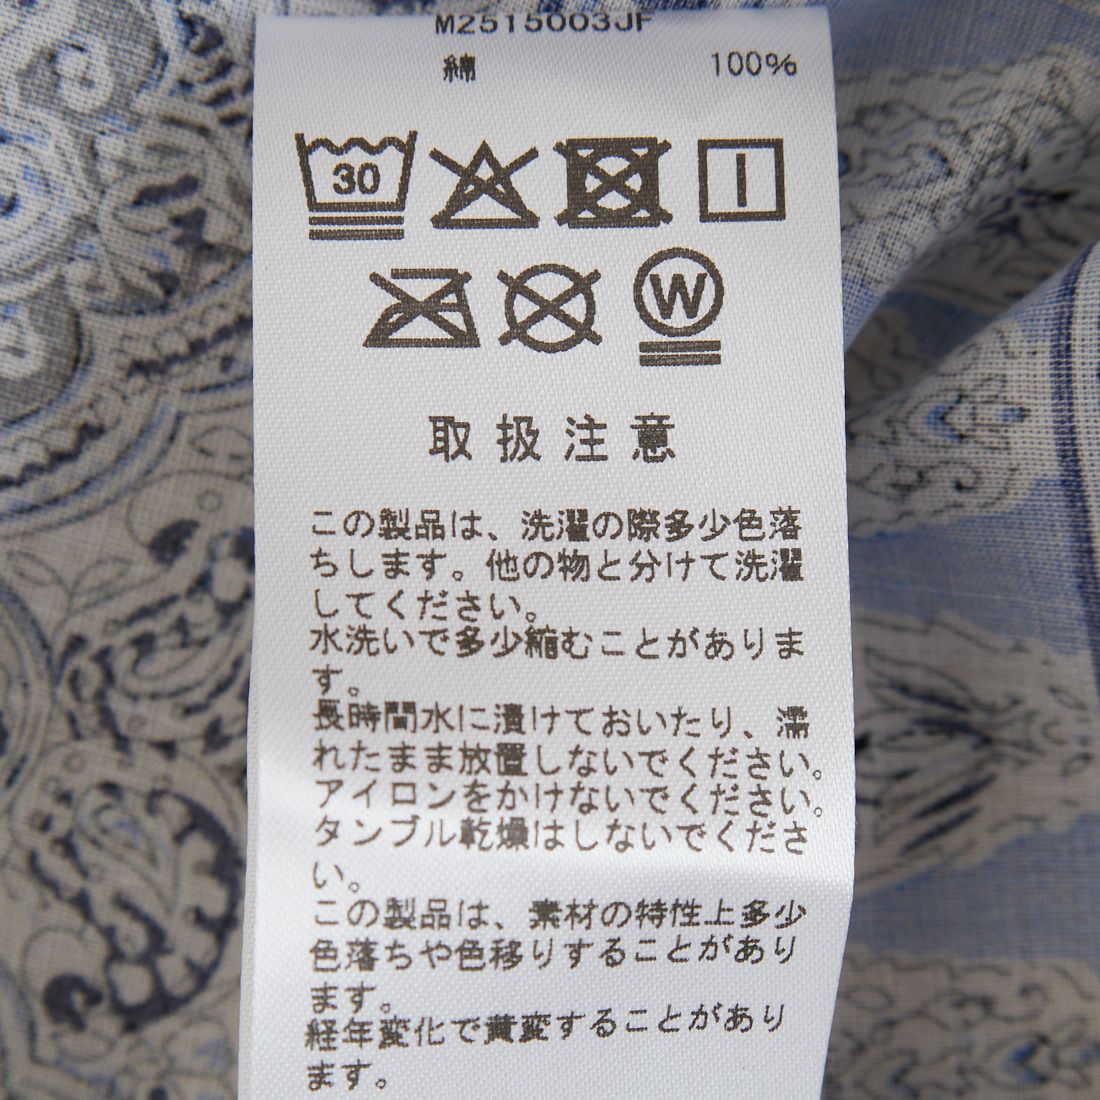 M2515003JF
綿 100%
30
W
取扱注意
この製品は、洗濯の際多少色落
ちします。他の物と分けて洗濯
してください。
水洗いで多少縮むことがありま
す。
長時間水に漬けておいたり、濡
れたまま放置しないでください。
アイロンをかけないでください。
タンブル乾燥はしないでくださ
い。
この製品は、素材の特性上多少
色落ちや色移りすることがあり
ます。
経年変化で黄変することがあり
ます。